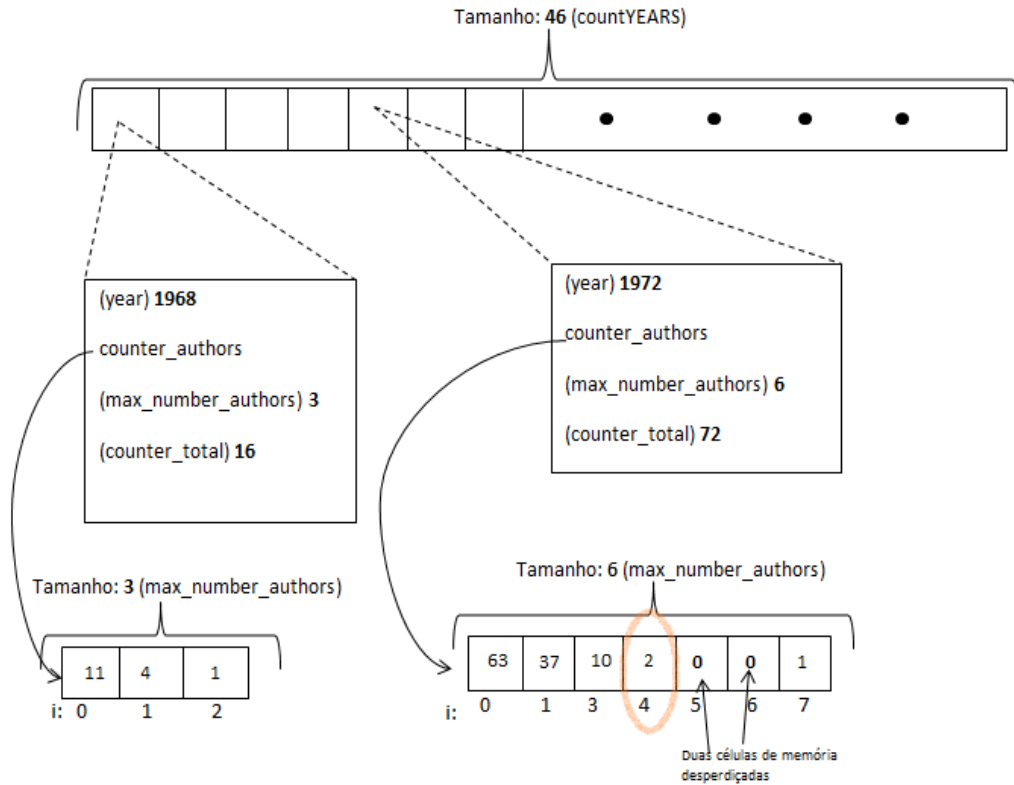 Tamanho: 46 (countYEARS)
(year) 1968
counter_authors
(max_number_authors) 3
(counter_total) 16
(year) 1972
counter_authors
(max_number_authors) 6
(counter_total) 72
Tamanho: 3 (max_number_authors)
11 4 1
i: 0 1 2
Tamanho: 6 (max_number_authors)
63 37 10 2 0 0 1
i: 0 1 3 4 5 6 7
Duas células de memória
desperdiçadas